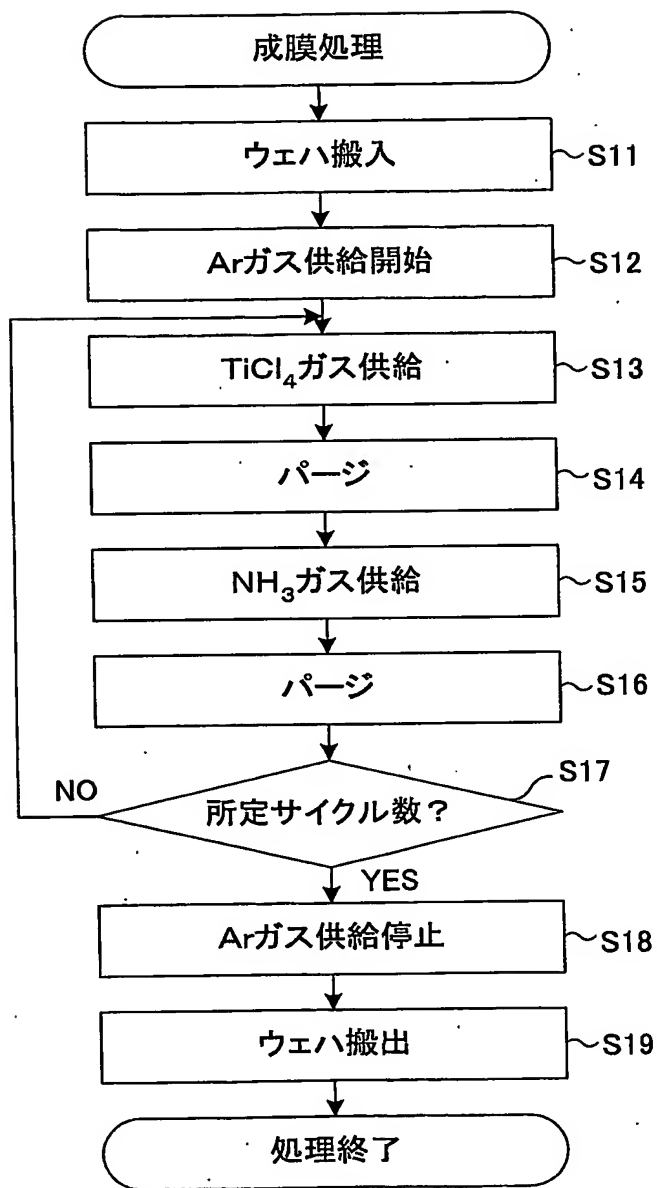 成膜処理
ウェハ搬入 S11
Arガス供給開始 S12
TiCl₄ガス供給 S13
パージ S14
NH₃ガス供給 S15
パージ S16
所定サイクル数? S17
NO
YES
Arガス供給停止 S18
ウェハ搬出 S19
処理終了